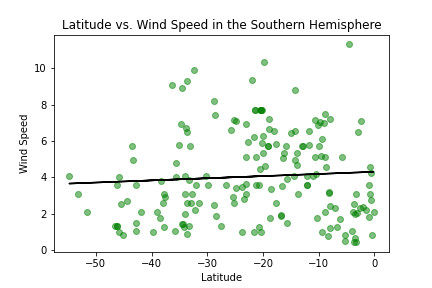 Latitude vs. Wind Speed in the Southern Hemisphere
Wind Speed
10
8
6
4
2
0
−50 −40 −30 −20 −10 0
Latitude